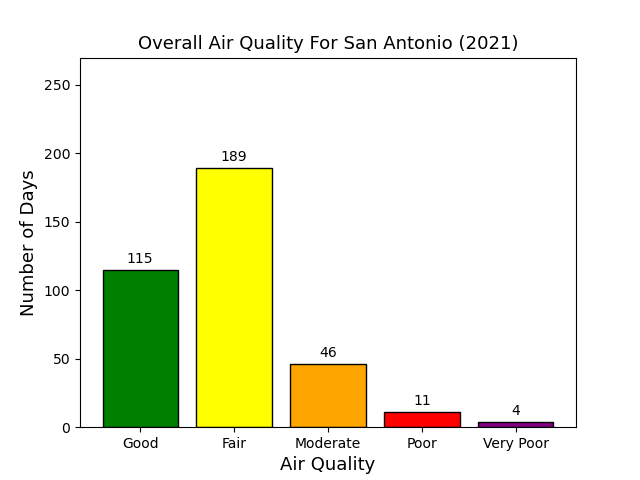 Overall Air Quality For San Antonio (2021)
250
200
150
100
50
0
Number of Days
115
189
46
11
4
Good Fair Moderate Poor Very Poor
Air Quality